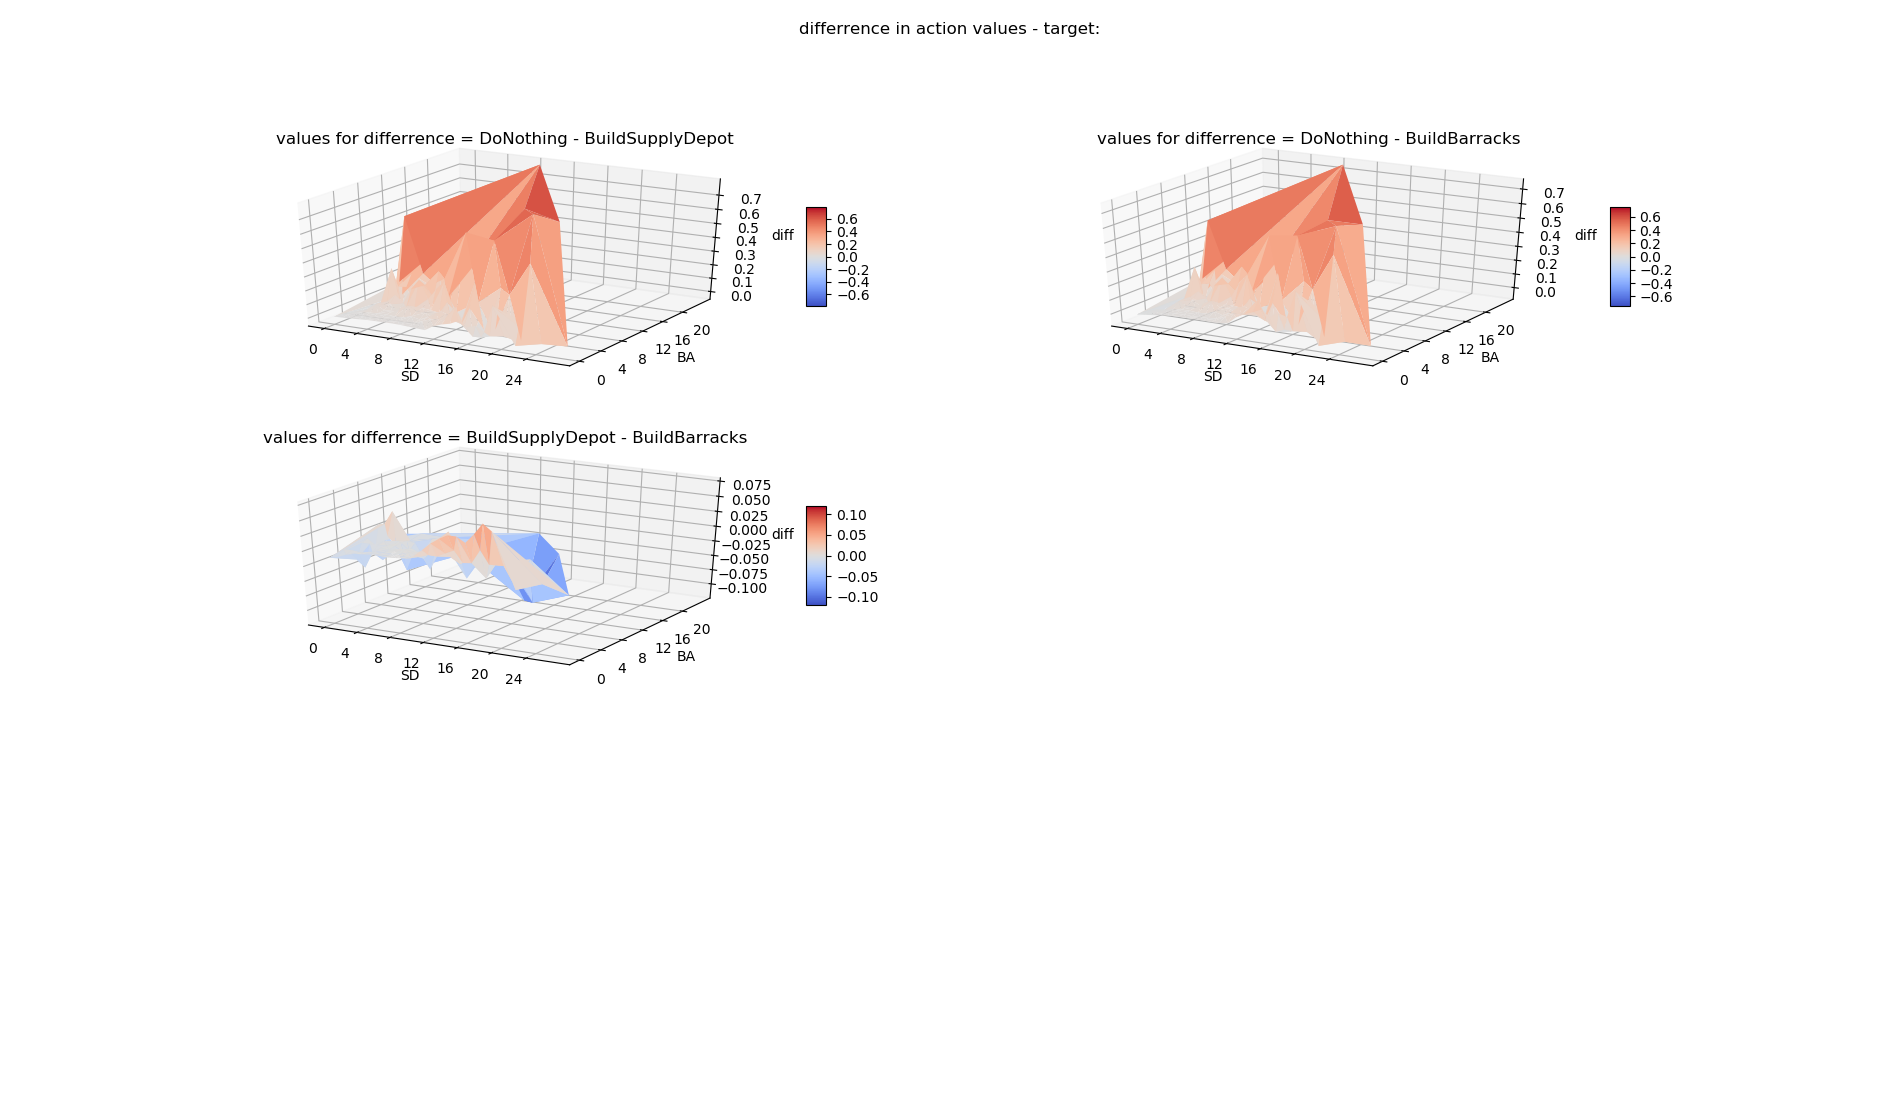 differrence in action values - target:
values for differrence = DoNothing - BuildSupplyDepot
0.7
0.6
0.5
0.4
0.3
0.2
0.1
0.0
diff
0.6
0.4
0.2
0.0
−0.2
−0.4
−0.6
0 4 8 12 16 20 24
SD
0 4 8 12 16 20
BA
values for differrence = DoNothing - BuildBarracks
0.7
0.6
0.5
0.4
0.3
0.2
0.1
0.0
diff
0.6
0.4
0.2
0.0
−0.2
−0.4
−0.6
0 4 8 12 16 20 24
SD
0 4 8 12 16 20
BA
values for differrence = BuildSupplyDepot - BuildBarracks
0.075
0.050
0.025
0.000
−0.025
−0.050
−0.075
−0.100
diff
0.10
0.05
0.00
−0.05
−0.10
0 4 8 12 16 20 24
SD
0 4 8 12 16 20
BA